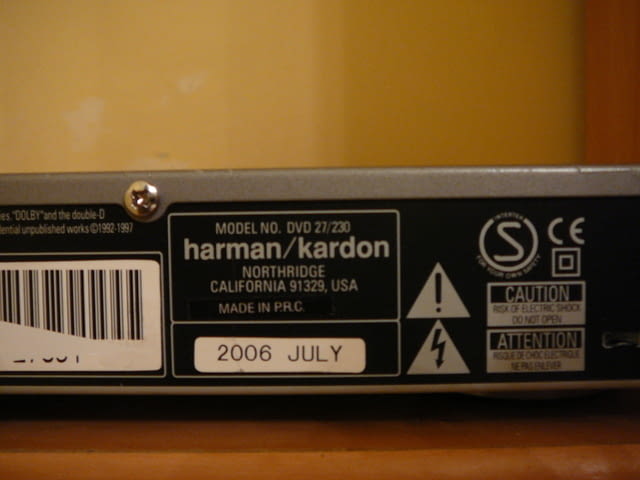 ies. "DOLBY" and the double-D
dential unpublished works ©1992-1997
MODEL NO. DVD 27/230
harman/kardon
NORTHRIDGE
CALIFORNIA 91329, USA
MADE IN P.R.C.
2006 JULY
INTERTEK
S
FOR YOUR OWN SAFETY
CE
CAUTION
RISK OF ELECTRIC SHOCK
DO NOT OPEN
ATTENTION
RISQUE DE CHOC ELECTRIQUE
NE PAS ENLEVER